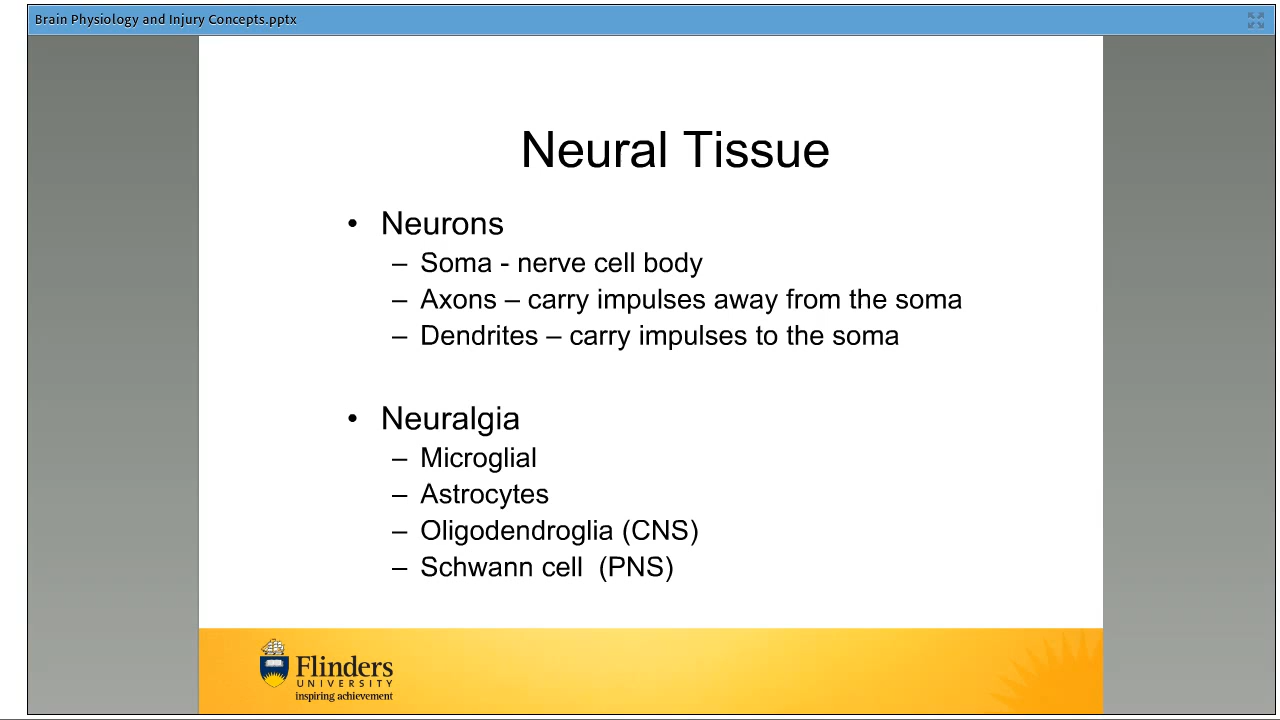 Brain Physiology and Injury Concepts.pptx
Neural Tissue
• Neurons
– Soma - nerve cell body
– Axons – carry impulses away from the soma
– Dendrites – carry impulses to the soma
• Neuralgia
– Microglial
– Astrocytes
– Oligodendroglia (CNS)
– Schwann cell (PNS)
Flinders
UNIVERSITY
inspiring achievement